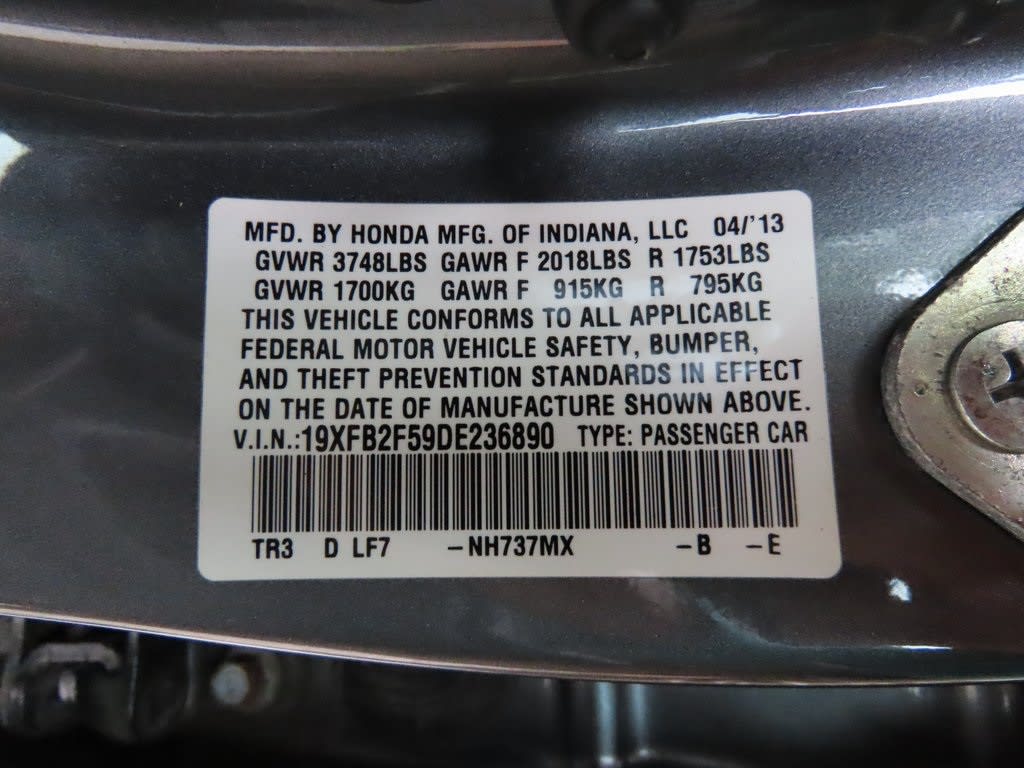 MFD. BY HONDA MFG. OF INDIANA, LLC 04/'13
GVWR 3748LBS GAWR F 2018LBS R 1753LBS
GVWR 1700KG GAWR F 915KG R 795KG
THIS VEHICLE CONFORMS TO ALL APPLICABLE
FEDERAL MOTOR VEHICLE SAFETY, BUMPER,
AND THEFT PREVENTION STANDARDS IN EFFECT
ON THE DATE OF MANUFACTURE SHOWN ABOVE.
V.I.N.:19XFB2F59DE236890 TYPE: PASSENGER CAR
TR3 D LF7 -NH737MX -B -E